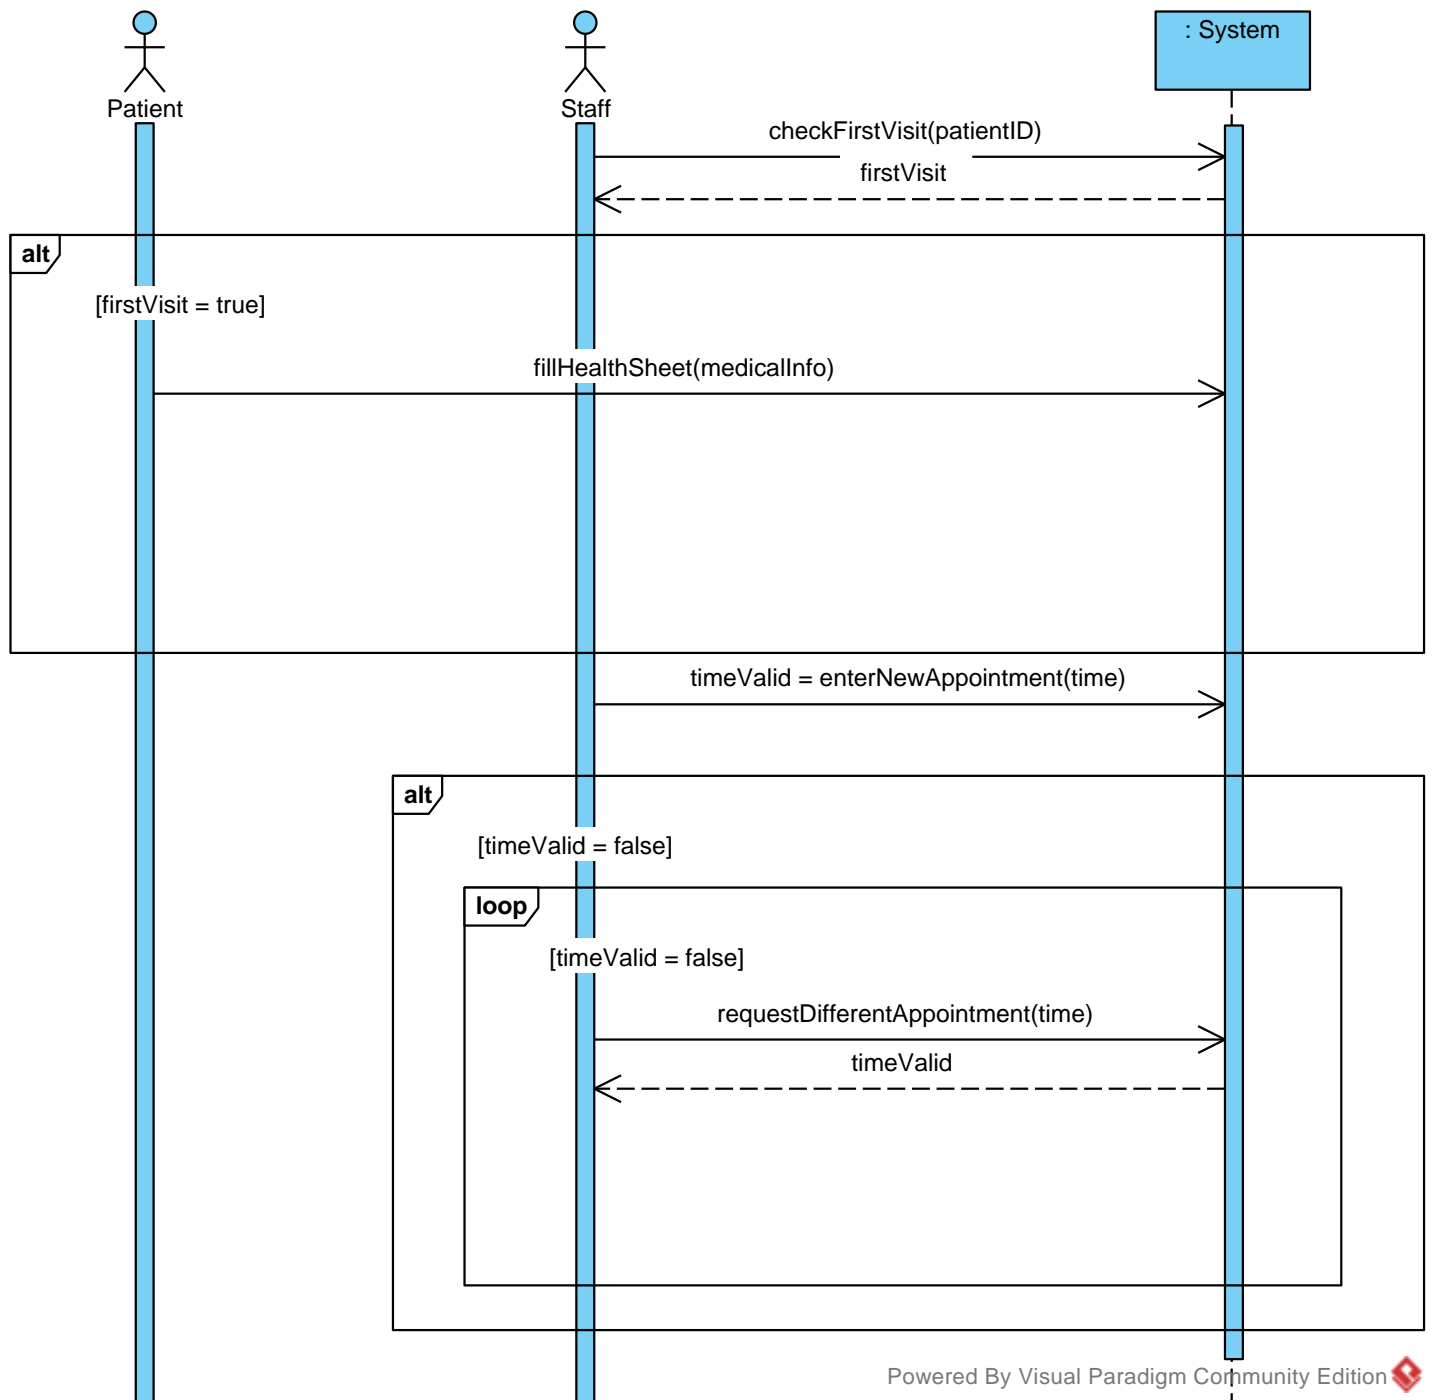 Patient
Staff
: System
checkFirstVisit(patientID)
firstVisit
alt
[firstVisit = true]
fillHealthSheet(medicalInfo)
timeValid = enterNewAppointment(time)
alt
[timeValid = false]
loop
[timeValid = false]
requestDifferentAppointment(time)
timeValid
Powered By Visual Paradigm Community Edition